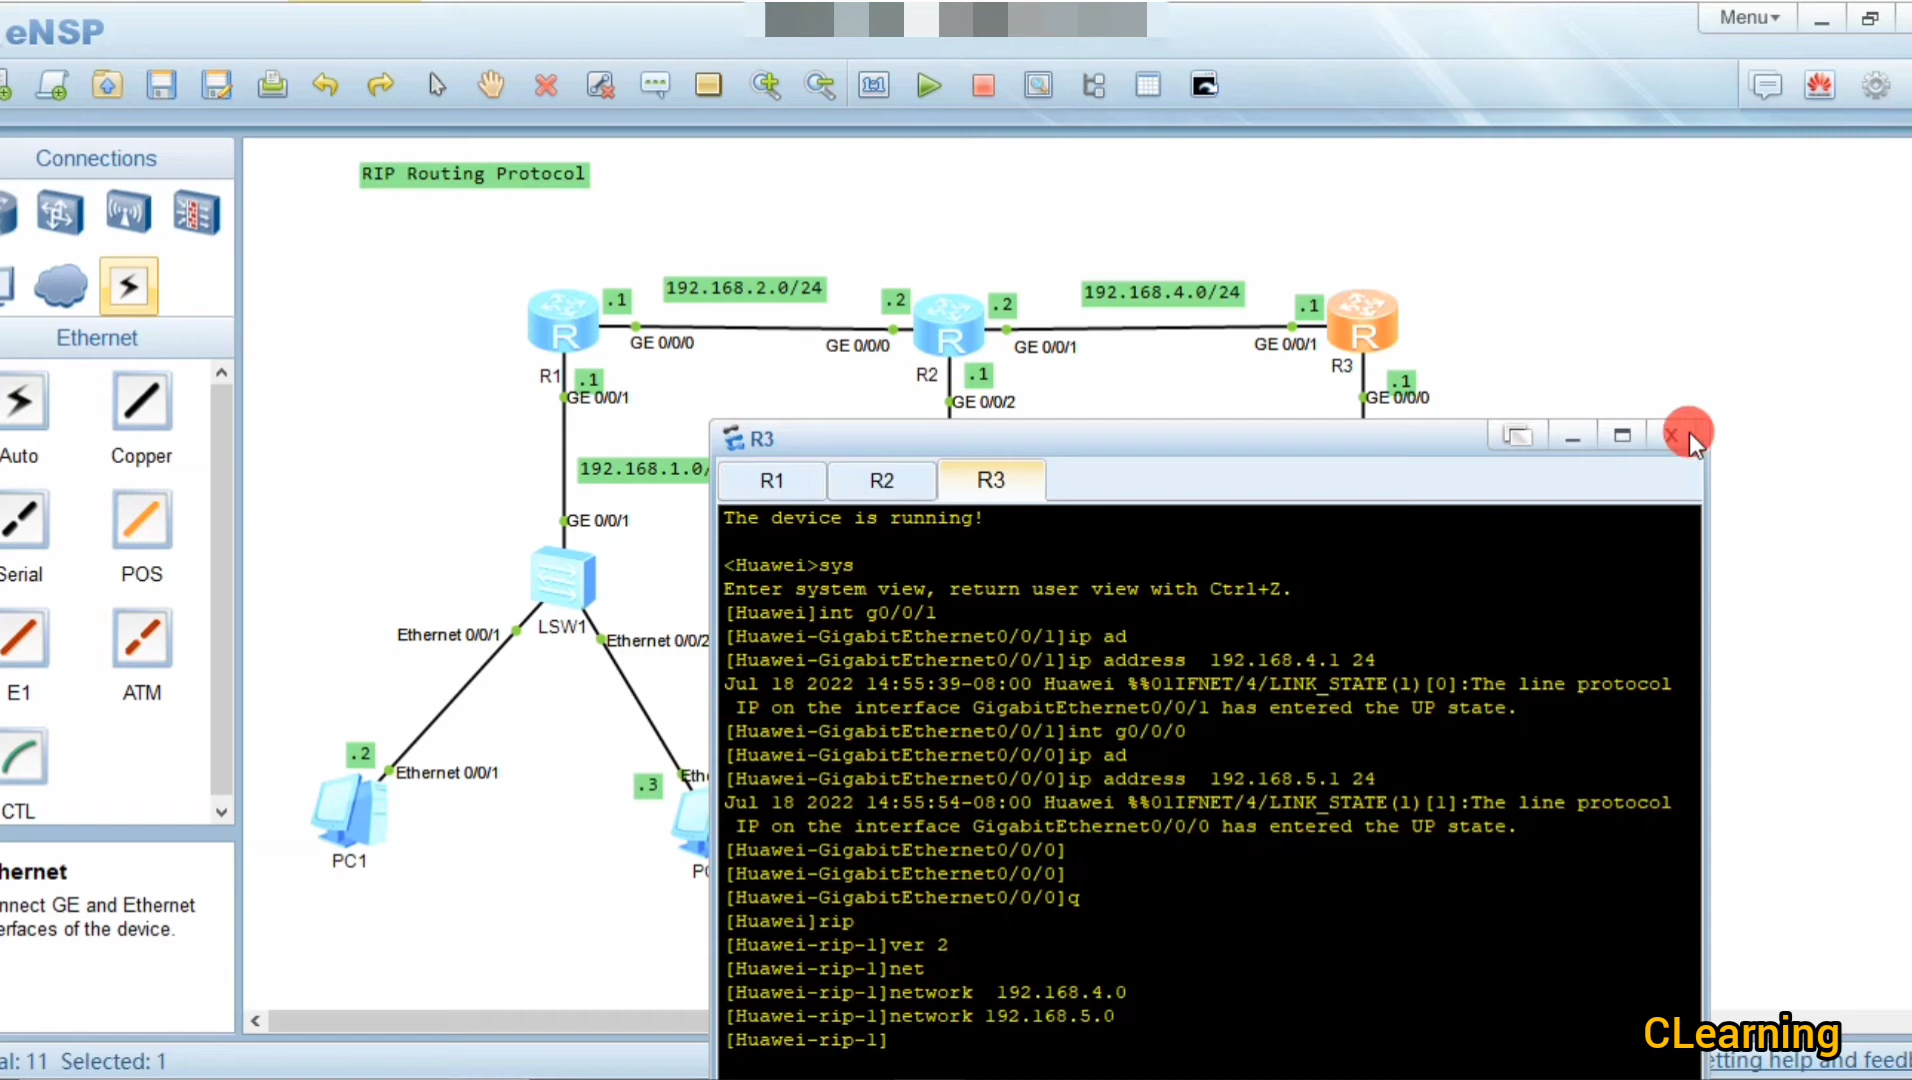 eNSP
Menu
Connections
Ethernet
Auto
Copper
Serial
POS
E1
ATM
CTL
hernet
nnect GE and Ethernet
erfaces of the device.
al: 11 Selected: 1
RIP Routing Protocol
.1
192.168.2.0/24
.2
.2
192.168.4.0/24
.1
R
R
R
GE 0/0/0
GE 0/0/0
GE 0/0/1
GE 0/0/1
R1
.1
R2
.1
R3
.1
GE 0/0/1
GE 0/0/2
GE 0/0/0
192.168.1.0/
GE 0/0/1
LSW1
Ethernet 0/0/1
Ethernet 0/0/2
.2
Ethernet 0/0/1
.3
Eth
PC1
R3
X
R1
R2
R3
The device is running!
<Huawei>sys
Enter system view, return user view with Ctrl+Z.
[Huawei]int g0/0/1
[Huawei-GigabitEthernet0/0/1]ip ad
[Huawei-GigabitEthernet0/0/1]ip address  192.168.4.1 24
Jul 18 2022 14:55:39-08:00 Huawei %%01IFNET/4/LINK_STATE(l)[0]:The line protocol
IP on the interface GigabitEthernet0/0/1 has entered the UP state.
[Huawei-GigabitEthernet0/0/1]int g0/0/0
[Huawei-GigabitEthernet0/0/0]ip ad
[Huawei-GigabitEthernet0/0/0]ip address  192.168.5.1 24
Jul 18 2022 14:55:54-08:00 Huawei %%01IFNET/4/LINK_STATE(l)[1]:The line protocol
IP on the interface GigabitEthernet0/0/0 has entered the UP state.
[Huawei-GigabitEthernet0/0/0]
[Huawei-GigabitEthernet0/0/0]
[Huawei-GigabitEthernet0/0/0]q
[Huawei]rip
[Huawei-rip-1]ver 2
[Huawei-rip-1]net
[Huawei-rip-1]network  192.168.4.0
[Huawei-rip-1]network 192.168.5.0
[Huawei-rip-1]
CLearning
etting help and feedb